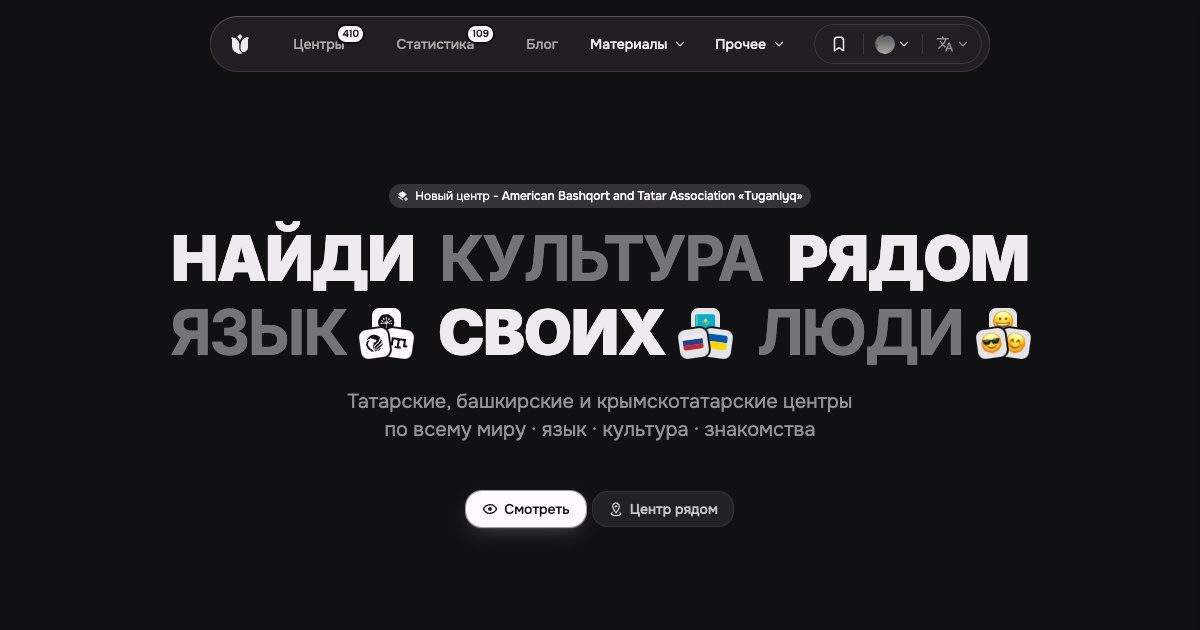 Центры 410 Статистика 109 Блог Материалы Прочее
Новый центр - American Bashqort and Tatar Association «Tuganlyq»
НАЙДИ КУЛЬТУРА РЯДОМ
ЯЗЫК СВОИХ ЛЮДИ
Татарские, башкирские и крымскотатарские центры
по всему миру · язык · культура · знакомства
Смотреть Центр рядом